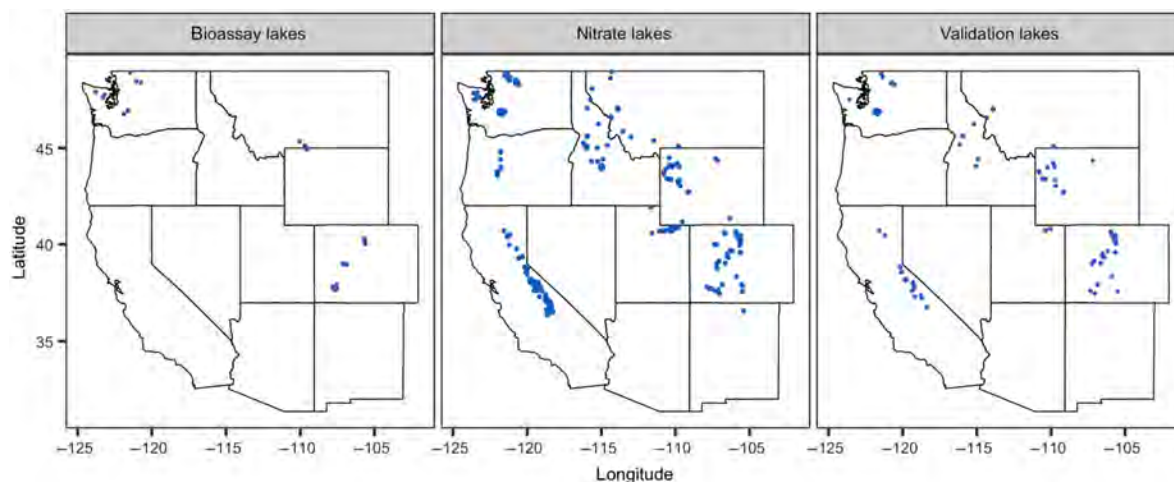 Bioassay lakes
Nitrate lakes
Validation lakes
Latitude
45
40
35
−125 −120 −115 −110 −105
−125 −120 −115 −110 −105
−125 −120 −115 −110 −105
Longitude